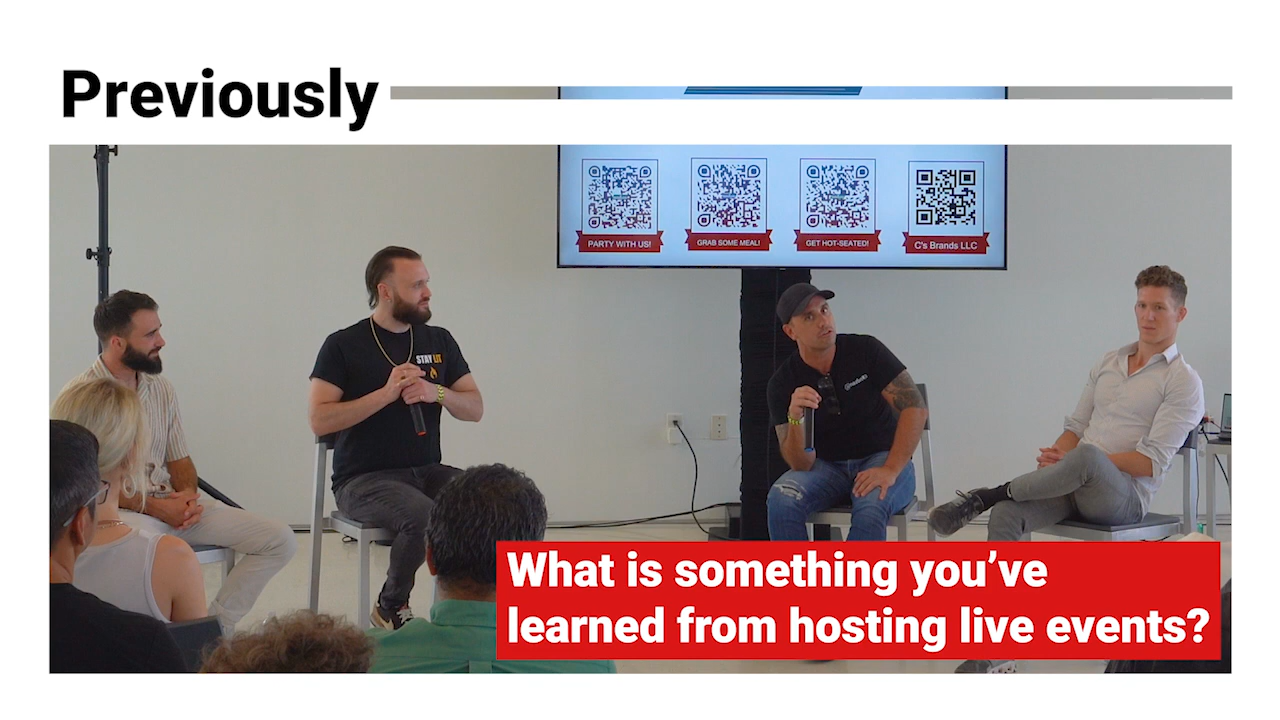 Previously
PARTY WITH US!
GRAB SOME MEAL!
GET HOT-SEATED!
C's Brands LLC
STAY LIT
What is something you’ve
learned from hosting live events?